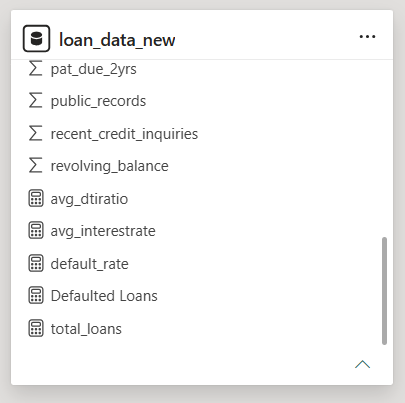 loan_data_new
pat_due_2yrs
public_records
recent_credit_inquiries
revolving_balance
avg_dtiratio
avg_interestrate
default_rate
Defaulted Loans
total_loans